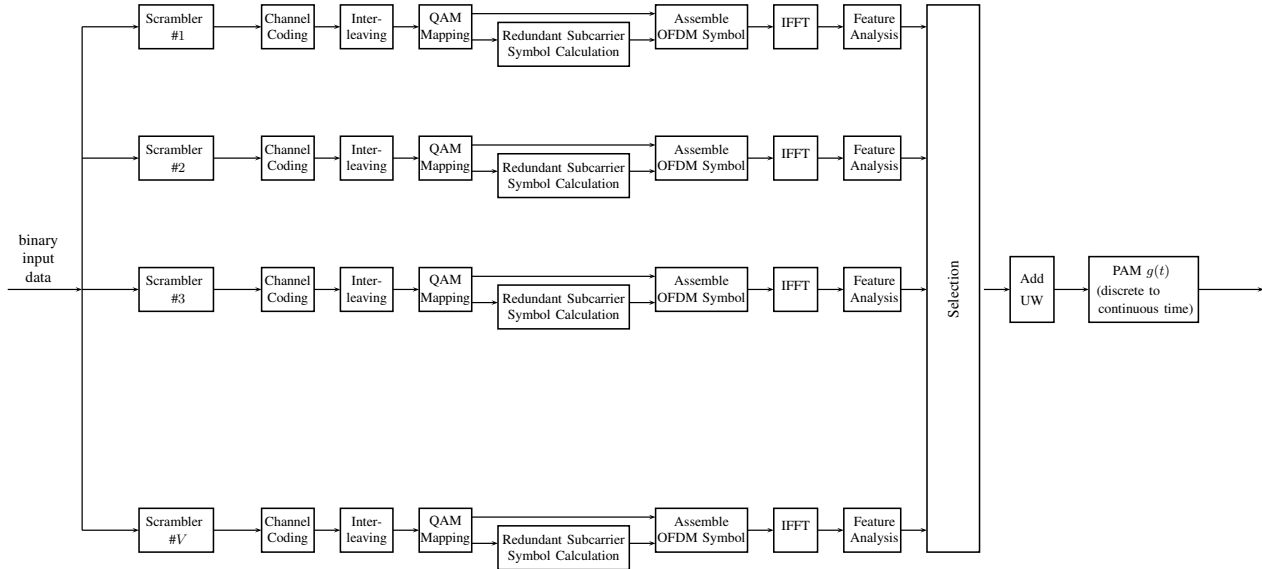 Scrambler
#1
Channel
Coding
Inter-
leaving
QAM
Mapping
Redundant Subcarrier
Symbol Calculation
Assemble
OFDM Symbol
IFFT
Feature
Analysis
Scrambler
#2
Channel
Coding
Inter-
leaving
QAM
Mapping
Redundant Subcarrier
Symbol Calculation
Assemble
OFDM Symbol
IFFT
Feature
Analysis
binary
input
data
Scrambler
#3
Channel
Coding
Inter-
leaving
QAM
Mapping
Redundant Subcarrier
Symbol Calculation
Assemble
OFDM Symbol
IFFT
Feature
Analysis
Selection
Add
UW
PAM g(t)
(discrete to
continuous time)
Scrambler
#V
Channel
Coding
Inter-
leaving
QAM
Mapping
Redundant Subcarrier
Symbol Calculation
Assemble
OFDM Symbol
IFFT
Feature
Analysis